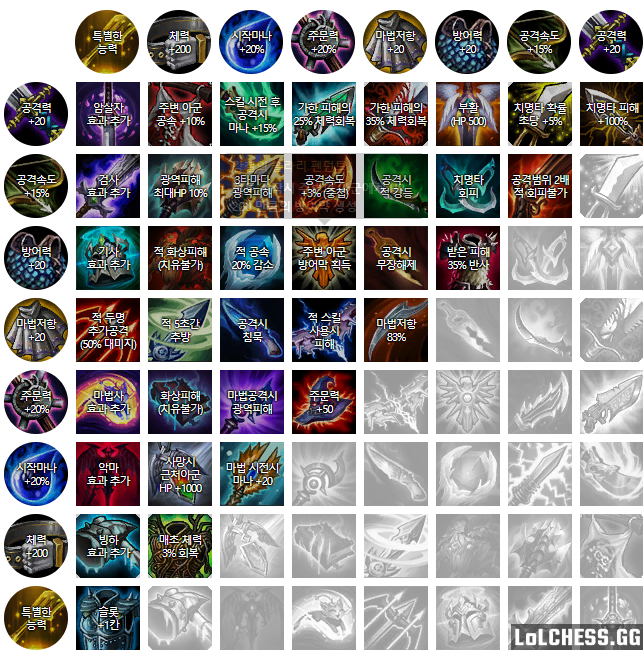 특별한
능력
체력
+200
시작마나
+20%
주문력
+20%
마법저항
+20
방어력
+20
공격속도
+15%
공격력
+20
공격력
+20
암살자
효과 추가
주변 아군
공속 +10%
스킬 시전 후
공격시
마나 +15%
가한 피해의
25% 체력회복
가한 피해의
35% 체력회복
부활
(HP 500)
치명타 확률
초당 +5%
치명타 피해
+100%
공격속도
+15%
검사
효과 추가
광역피해
최대HP 10%
3타마다
광역피해
공격속도
+3% (중첩)
공격시
적 강등
치명타
회피
공격범위 2배
적 회피불가
방어력
+20
기사
효과 추가
적 화상피해
(치유불가)
적 공속
20% 감소
주변 아군
방어막 획득
공격시
무장해제
받은 피해
35% 반사
마법저항
+20
적 두명
추가공격
(50% 대미지)
적 5초간
추방
공격시
침묵
적 스킬
사용시
피해
마법저항
83%
주문력
+20%
마법사
효과 추가
화상피해
(치유불가)
마법공격시
광역피해
주문력
+50
시작마나
+20%
악마
효과 추가
사망시
근처아군
HP +1000
마법 시전시
마나 +20
체력
+200
빙하
효과 추가
매초 체력
3% 회복
특별한
능력
슬롯
+1칸
LoLCHESS.GG